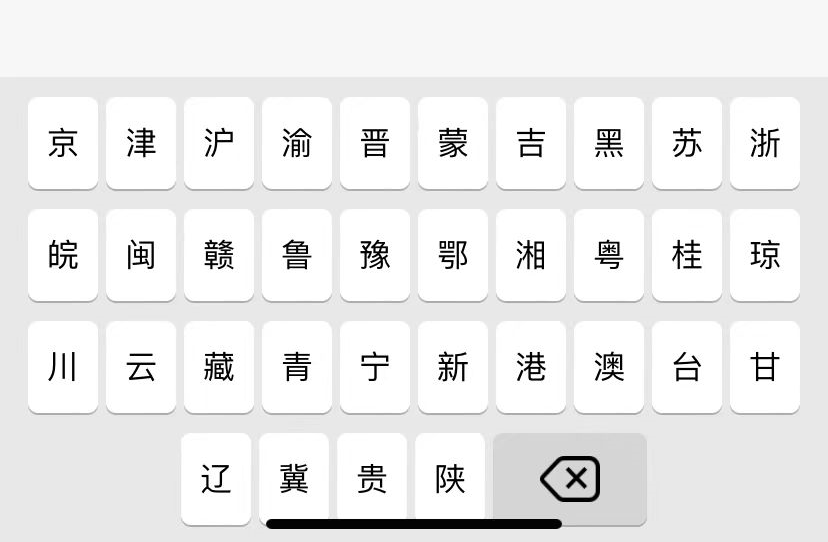 京 津 沪 渝 晋 蒙 吉 黑 苏 浙
皖 闽 赣 鲁 豫 鄂 湘 粤 桂 琼
川 云 藏 青 宁 新 港 澳 台 甘
辽 冀 贵 陕